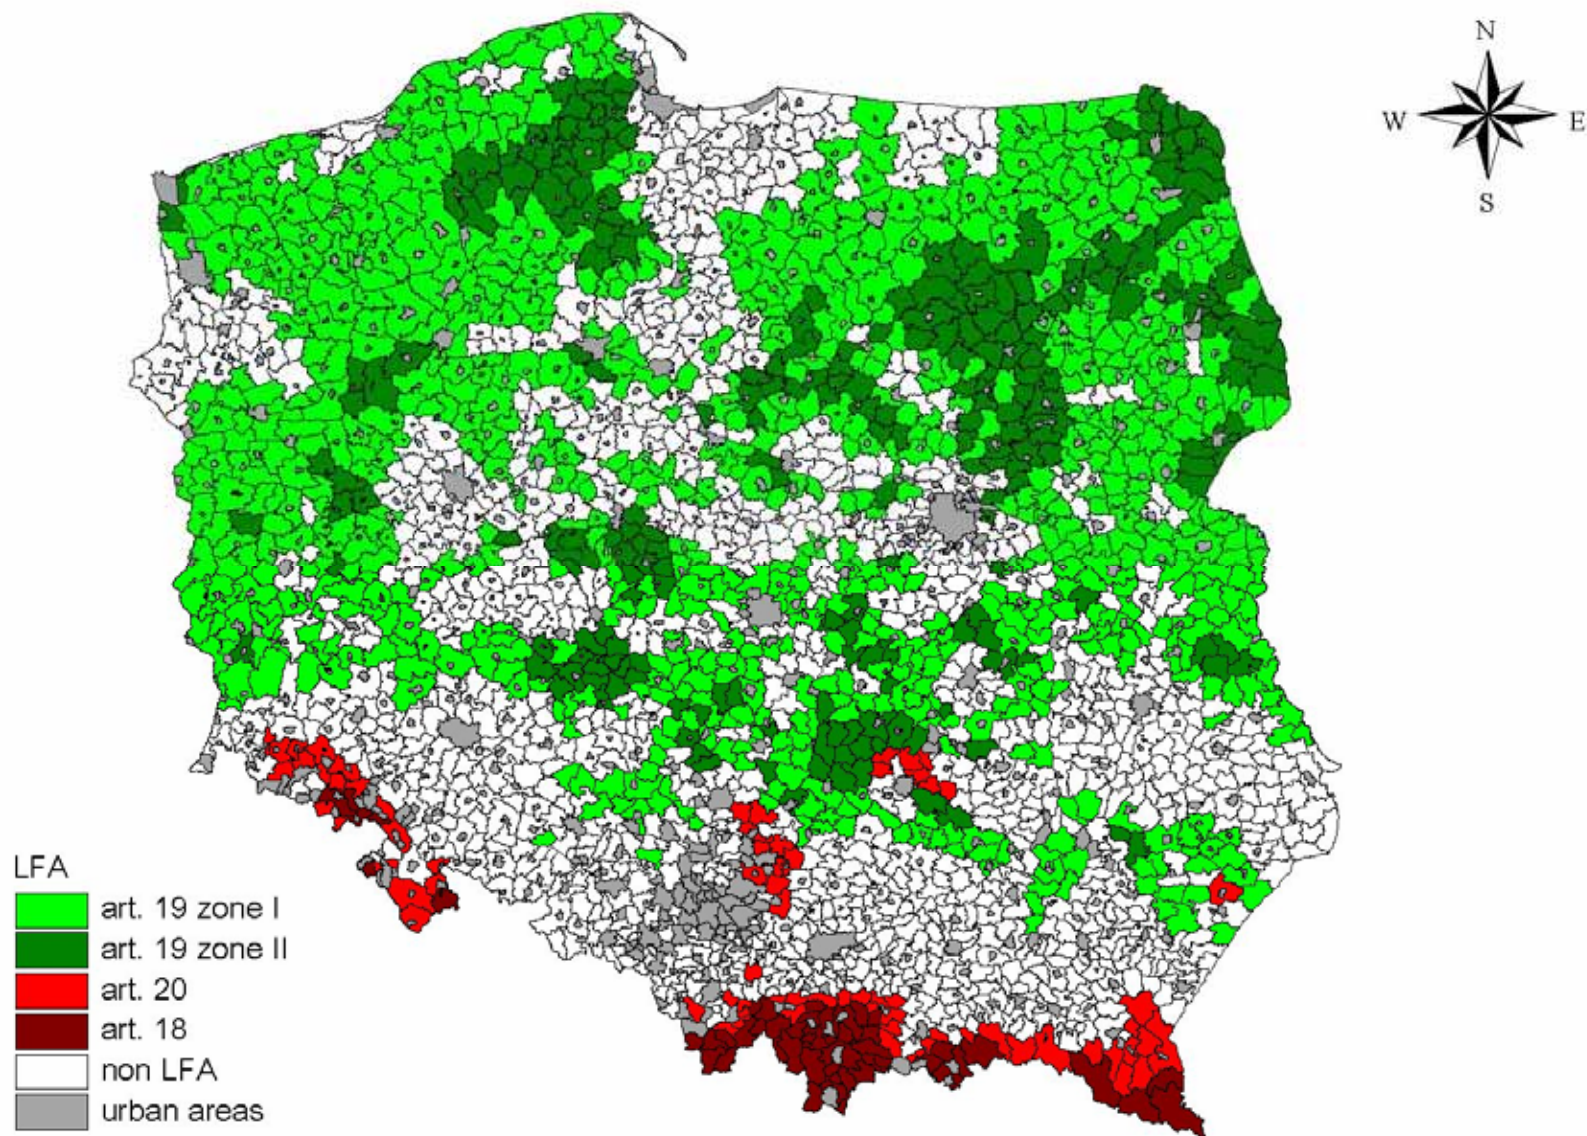 N
W E
S
LFA
art. 19 zone I
art. 19 zone II
art. 20
art. 18
non LFA
urban areas